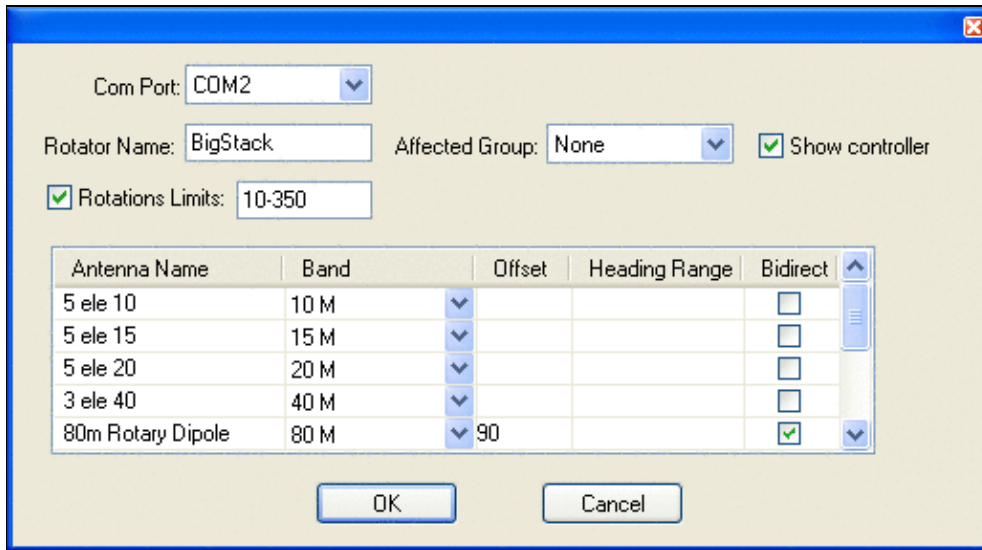 Com Port: COM2
Rotator Name: BigStack Affected Group: None Show controller
Rotations Limits: 10-350
Antenna Name Band Offset Heading Range Bidirect
5 ele 10 10 M
5 ele 15 15 M
5 ele 20 20 M
3 ele 40 40 M
80m Rotary Dipole 80 M 90
OK Cancel